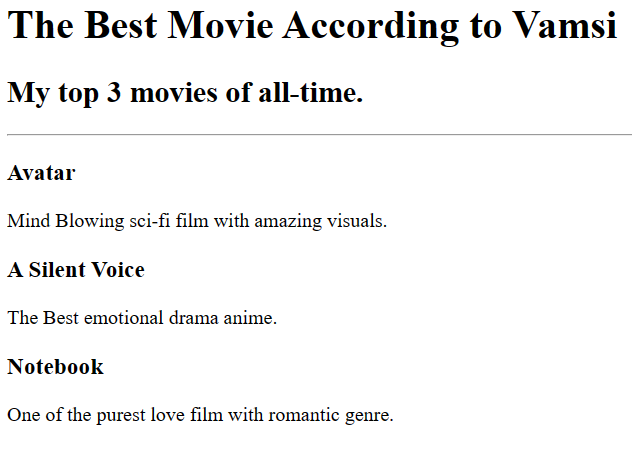 The Best Movie According to Vamsi
My top 3 movies of all-time.
Avatar
Mind Blowing sci-fi film with amazing visuals.
A Silent Voice
The Best emotional drama anime.
Notebook
One of the purest love film with romantic genre.